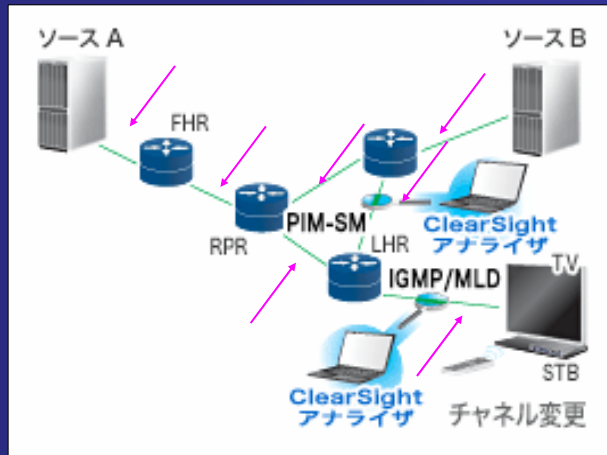 ソース A
ソース B
FHR
PIM-SM
RPR
LHR
ClearSight
アナライザ
TV
IGMP/MLD
STB
ClearSight
アナライザ
チャネル変更